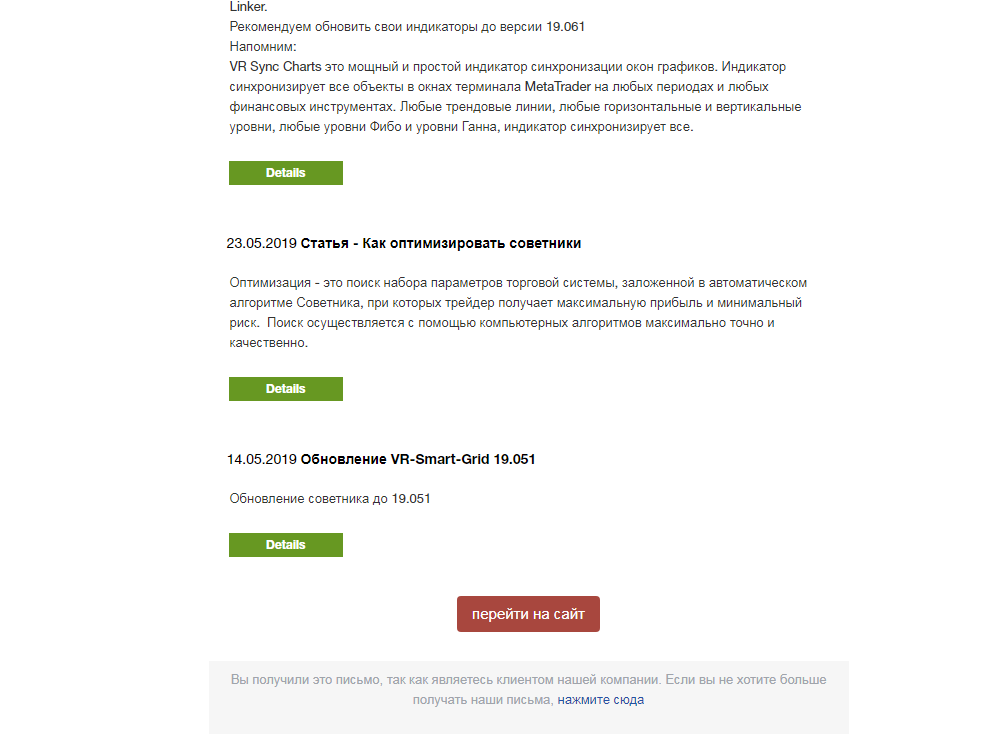 Linker.
Рекомендуем обновить свои индикаторы до версии 19.061
Напомним:
VR Sync Charts это мощный и простой индикатор синхронизации окон графиков. Индикатор
синхронизирует все объекты в окнах терминала MetaTrader на любых периодах и любых
финансовых инструментах. Любые трендовые линии, любые горизонтальные и вертикальные
уровни, любые уровни Фибо и уровни Ганна, индикатор синхронизирует все.
Details
23.05.2019 Статья - Как оптимизировать советники
Оптимизация - это поиск набора параметров торговой системы, заложенной в автоматическом
алгоритме Советника, при которых трейдер получает максимальную прибыль и минимальный
риск.  Поиск осуществляется с помощью компьютерных алгоритмов максимально точно и
качественно.
Details
14.05.2019 Обновление VR-Smart-Grid 19.051
Обновление советника до 19.051
Details
перейти на сайт
Вы получили это письмо, так как являетесь клиентом нашей компании. Если вы не хотите больше
получать наши письма, нажмите сюда